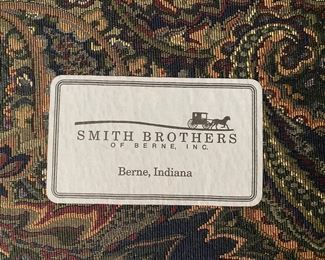 SMITH BROTHERS
OF BERNE, INC.
Berne, Indiana